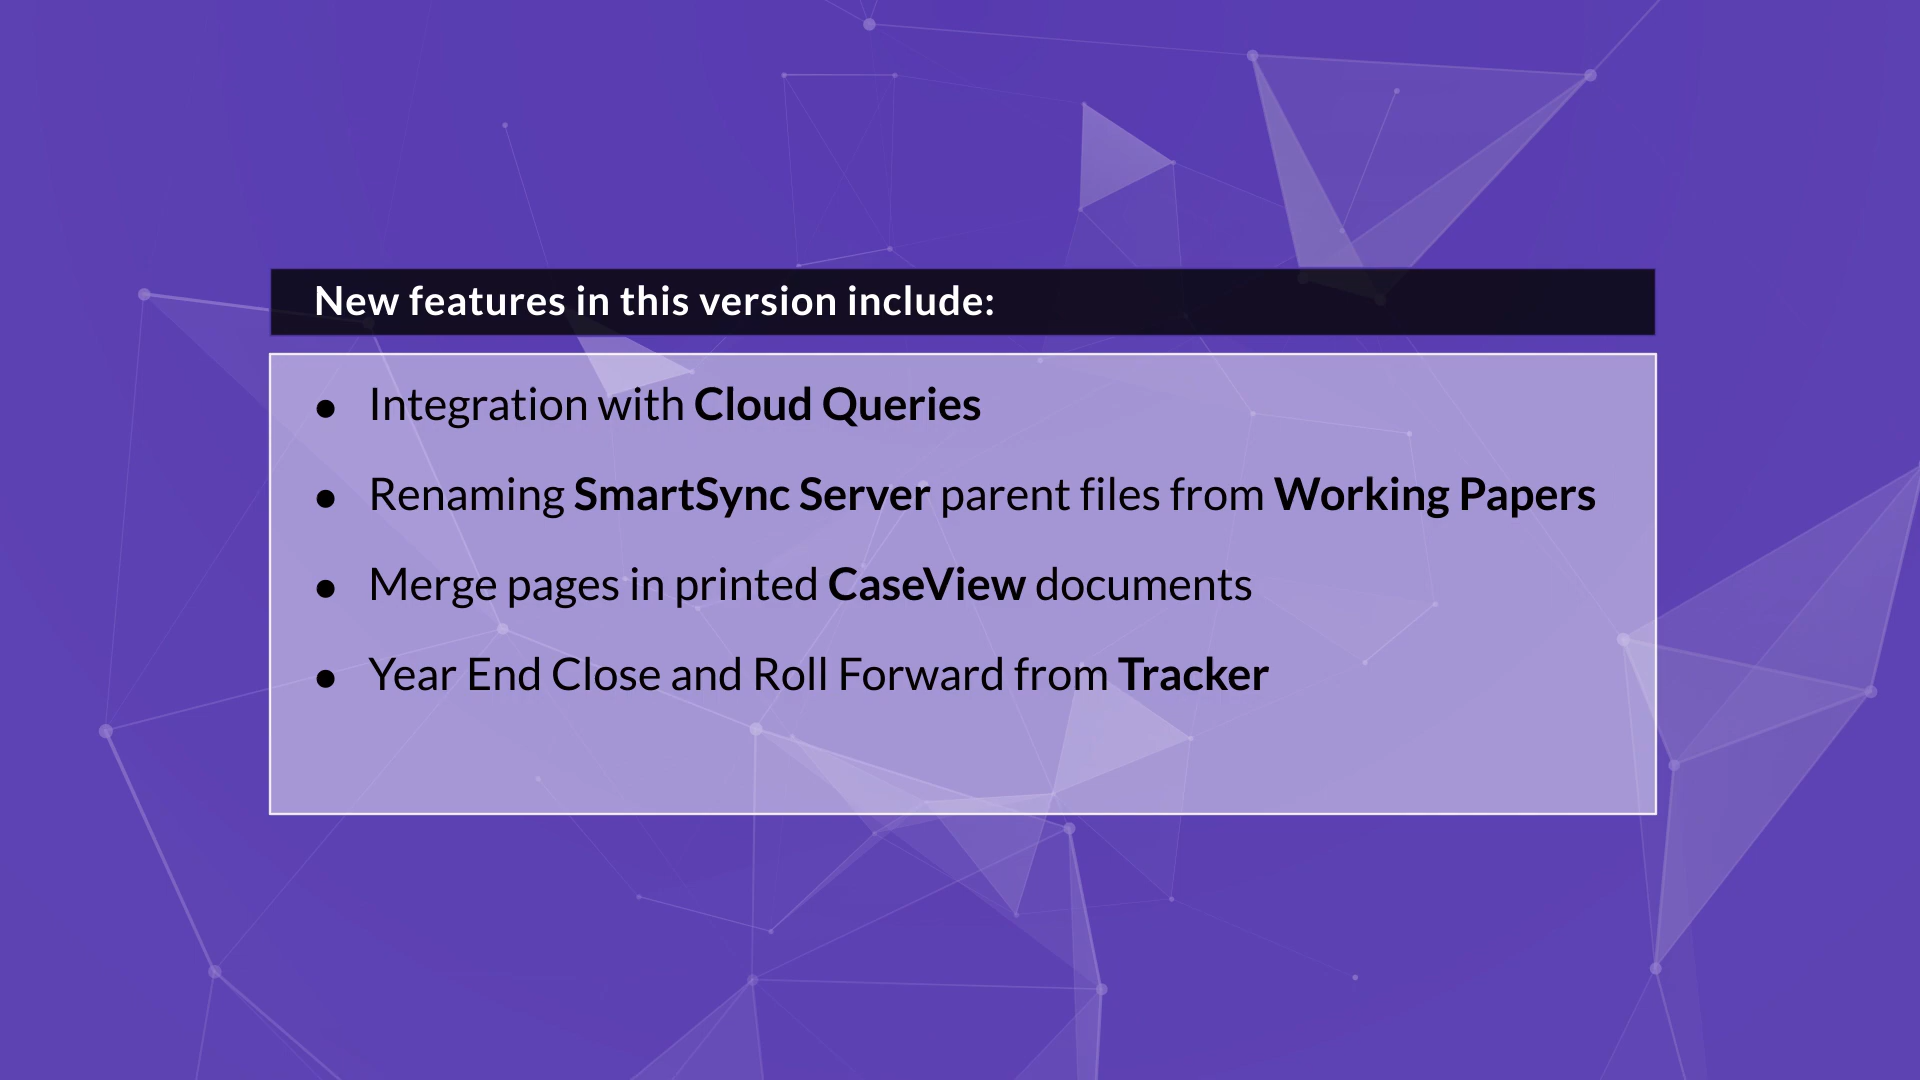 New features in this version include:
● Integration with Cloud Queries
● Renaming SmartSync Server parent files from Working Papers
● Merge pages in printed CaseView documents
● Year End Close and Roll Forward from Tracker